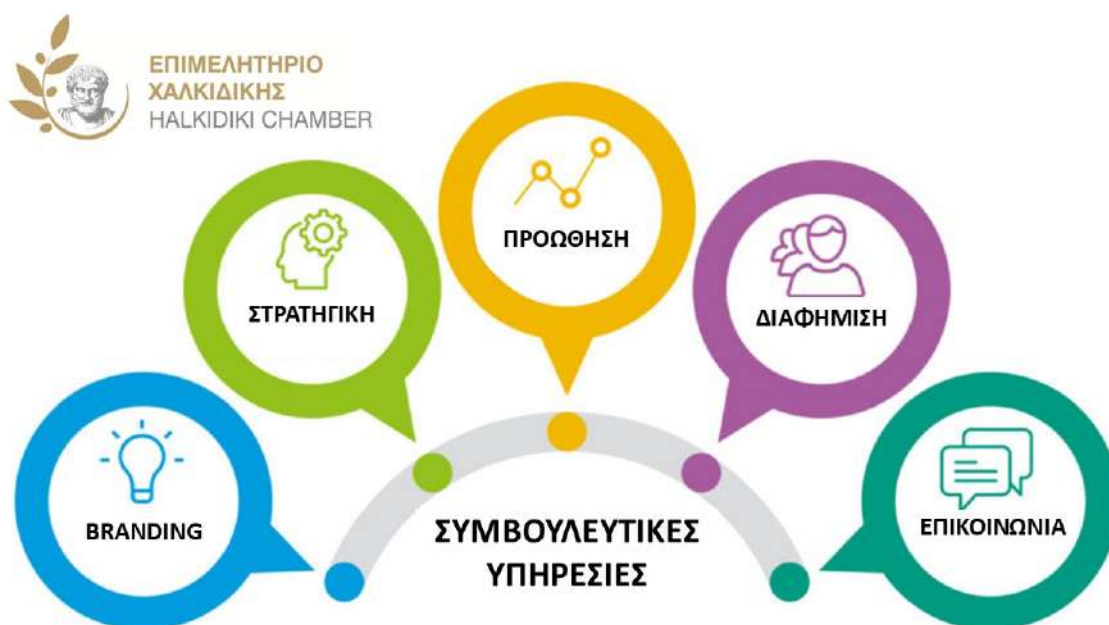 ΕΠΙΜΕΛΗΤΗΡΙΟ
ΧΑΛΚΙΔΙΚΗΣ
HALKIDIKI CHAMBER
BRANDING
ΣΤΡΑΤΗΓΙΚΗ
ΠΡΟΩΘΗΣΗ
ΔΙΑΦΗΜΙΣΗ
ΕΠΙΚΟΙΝΩΝΙΑ
ΣΥΜΒΟΥΛΕΥΤΙΚΕΣ
ΥΠΗΡΕΣΙΕΣ